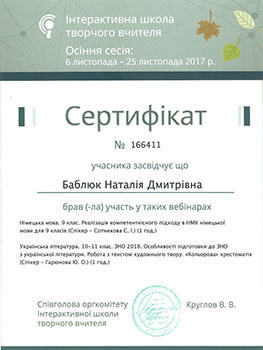 Інтерактивна школа
творчого вчителя
Осіння сесія:
6 листопада – 25 листопада 2017 р.
Сертифікат
№ 166411
учасника засвідчує що
Баблюк Наталія Дмитрівна
брав (-ла) участь у таких вебінарах
Німецька мова, 9 клас. Реалізація компетентнісного підходу в НМК німецької
мови для 9 класів (Спікер – Сотникова С. І.) (1 год.)
Українська література, 10–11 клас. ЗНО 2018. Особливості підготовки до ЗНО
з української літератури. Робота з текстом художнього твору. «Кольорова» хрестоматія
(Спікер – Гарюнова Ю. О.) (1 год.)
Співголова оргкомітету
Інтерактивної школи
творчого вчителя
Круглов В. В.